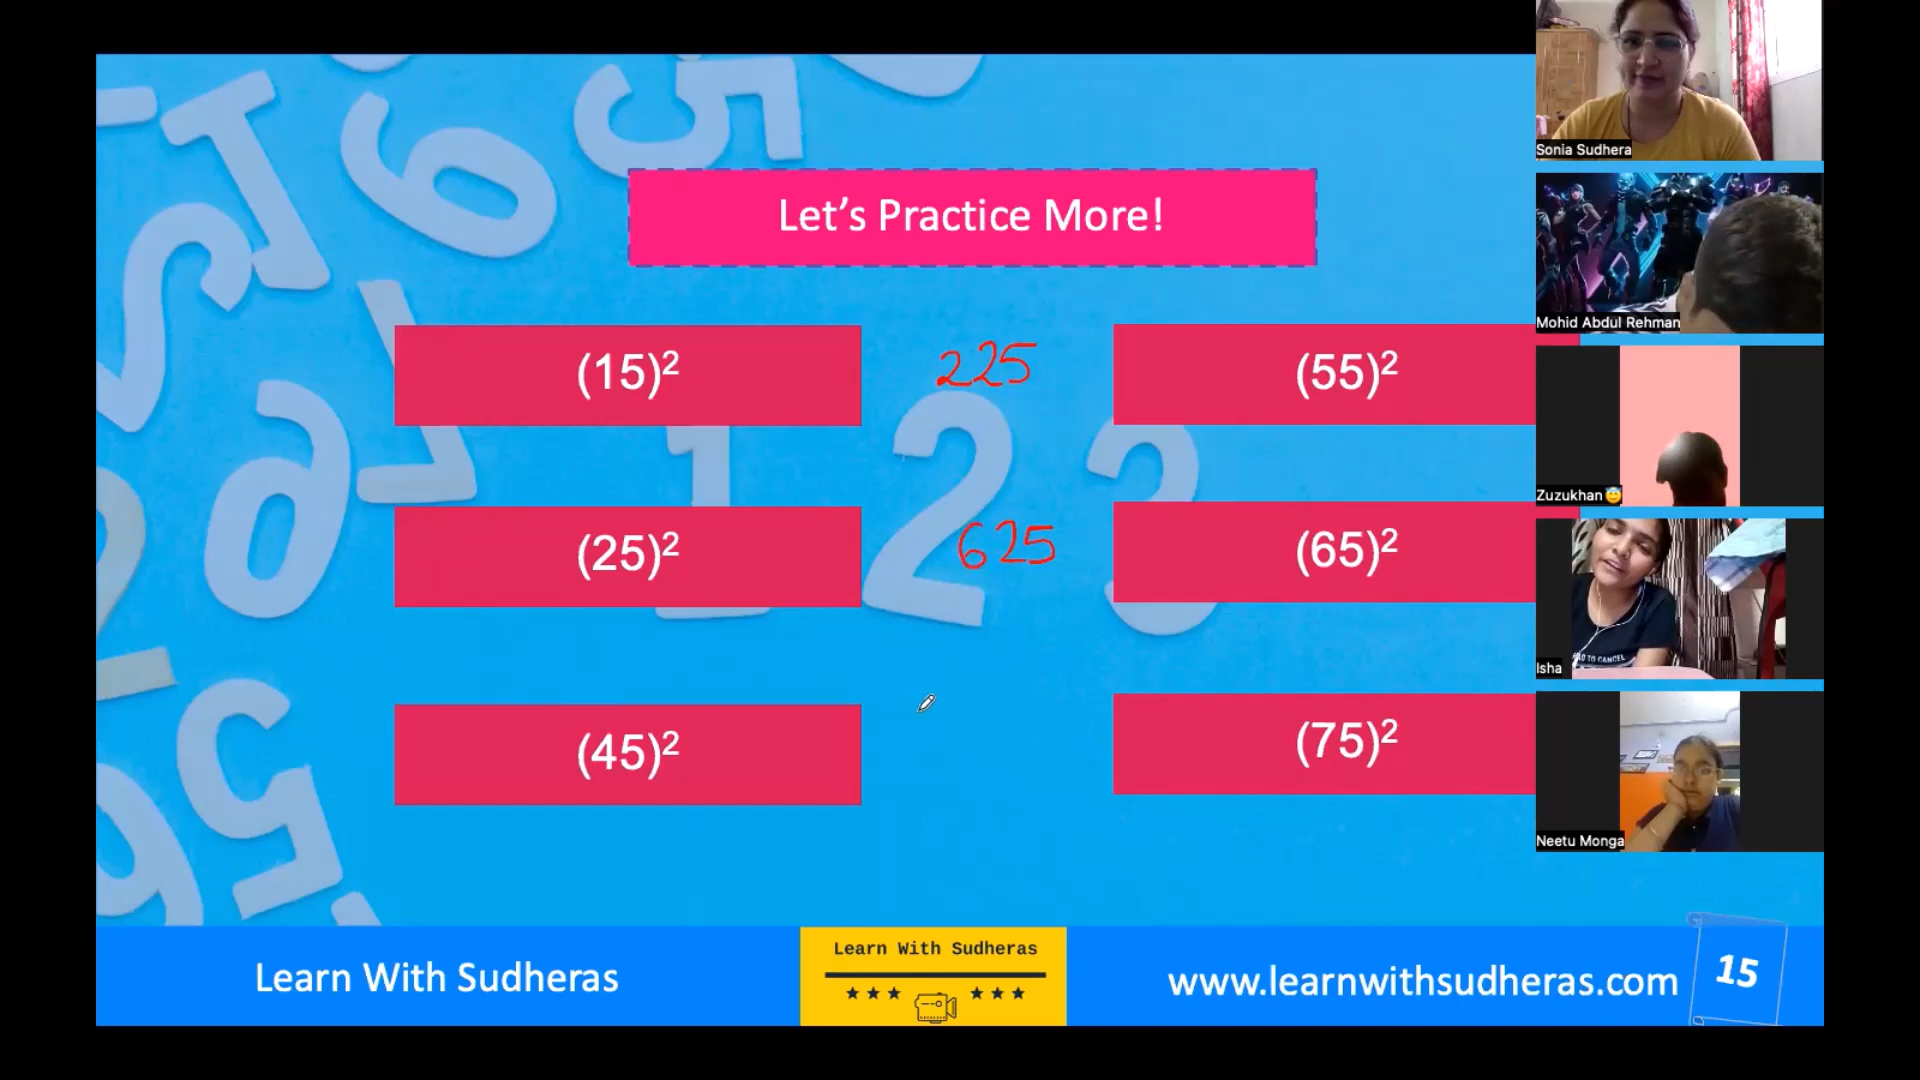 Let's Practice More!
(15)²
225
(55)²
(25)²
625
(65)²
(45)²
(75)²
Learn With Sudheras
Learn With Sudheras
www.learnwithsudheras.com
15
Sonia Sudhera
Mohid Abdul Rehman
Zuzukhan😇
Isha
Neetu Monga